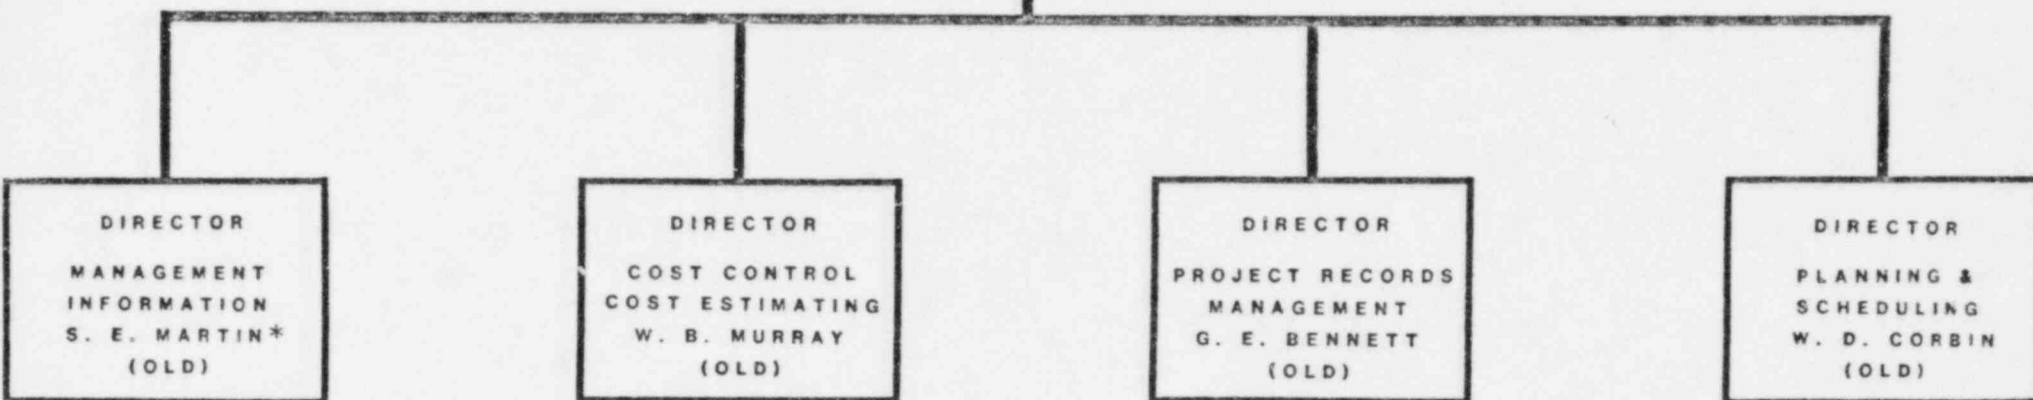 DIRECTOR
MANAGEMENT
INFORMATION
S. E. MARTIN*
(OLD)
DIRECTOR
COST CONTROL
COST ESTIMATING
W. B. MURRAY
(OLD)
DIRECTOR
PROJECT RECORDS
MANAGEMENT
G. E. BENNETT
(OLD)
DIRECTOR
PLANNING &
SCHEDULING
W. D. CORBIN
(OLD)